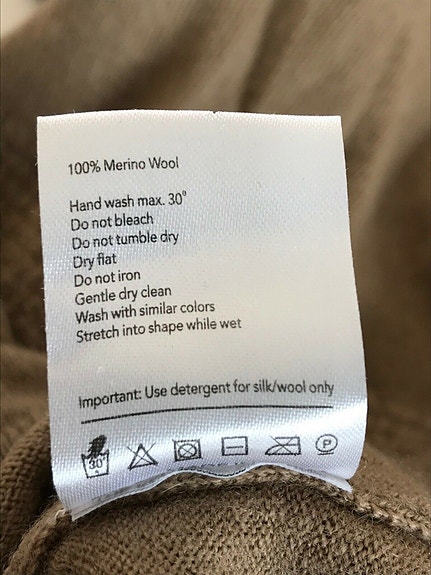 100% Merino Wool
Hand wash max. 30°
Do not bleach
Do not tumble dry
Dry flat
Do not iron
Gentle dry clean
Wash with similar colors
Stretch into shape while wet
Important: Use detergent for silk/wool only
30° P